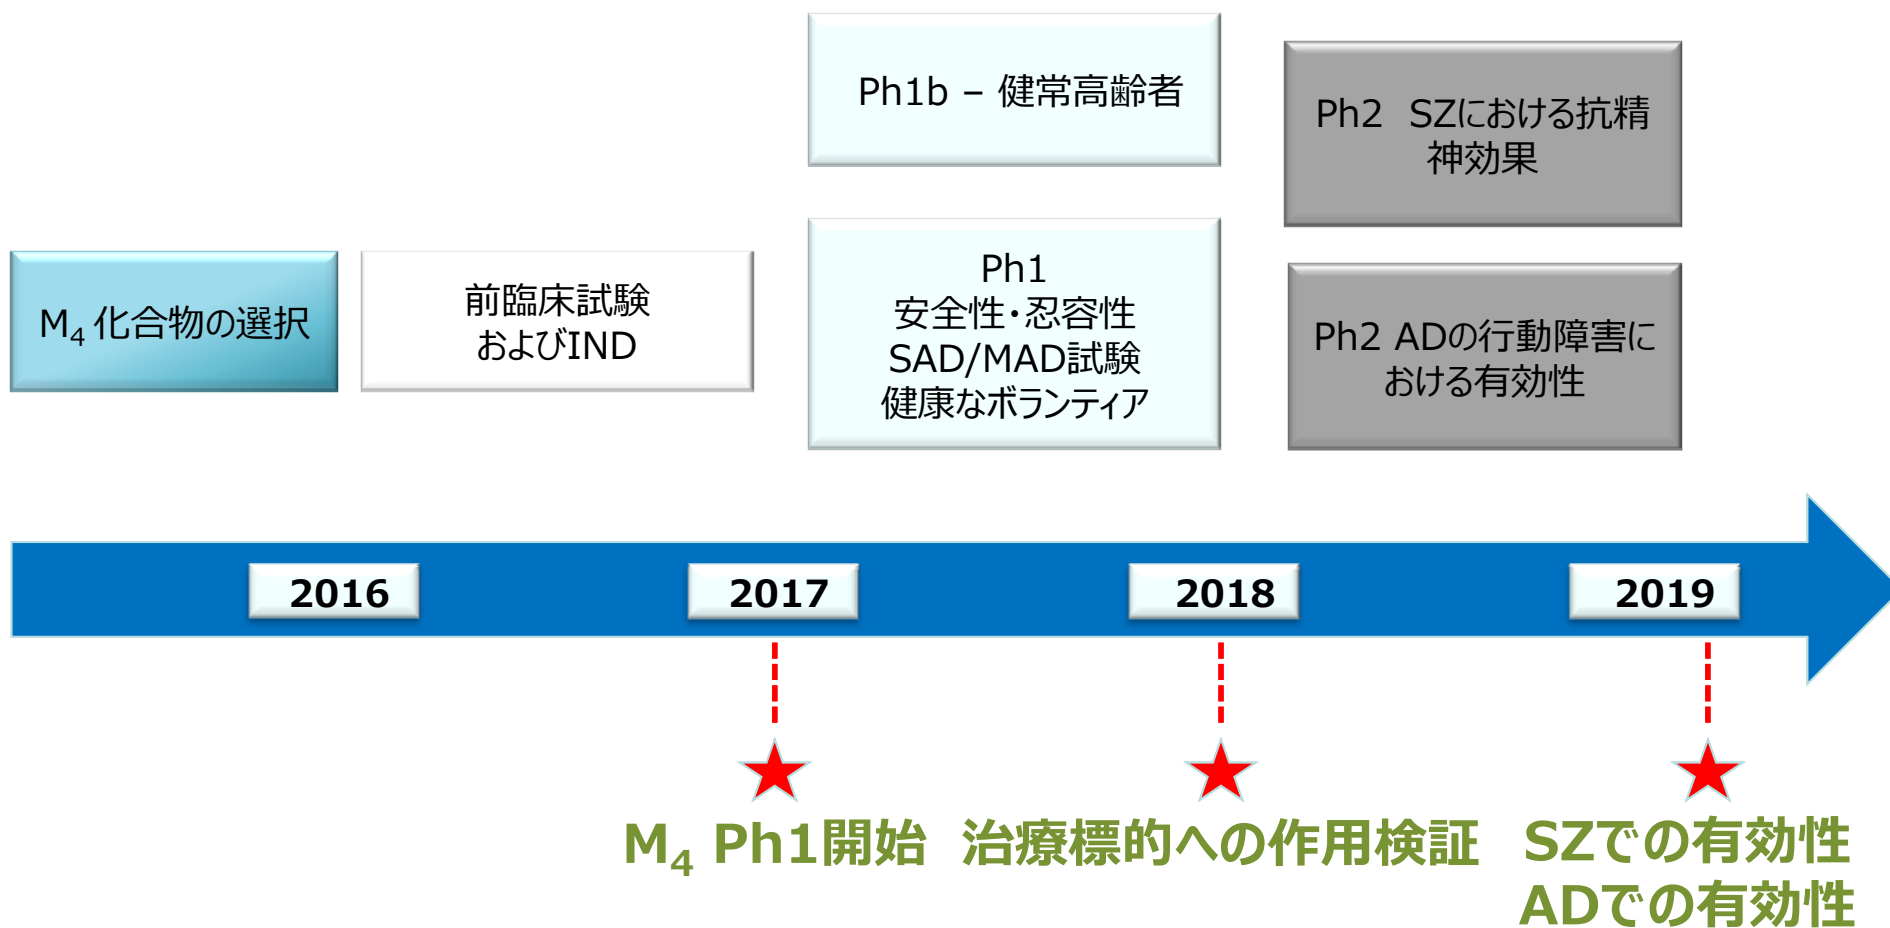 Ph1b – 健常高齢者
Ph2 SZにおける抗精
神効果
M4 化合物の選択
前臨床試験
およびIND
Ph1
安全性・忍容性
SAD/MAD試験
健康なボランティア
Ph2 ADの行動障害に
おける有効性
2016
2017
2018
2019
M4 Ph1開始
治療標的への作用検証
SZでの有効性
ADでの有効性